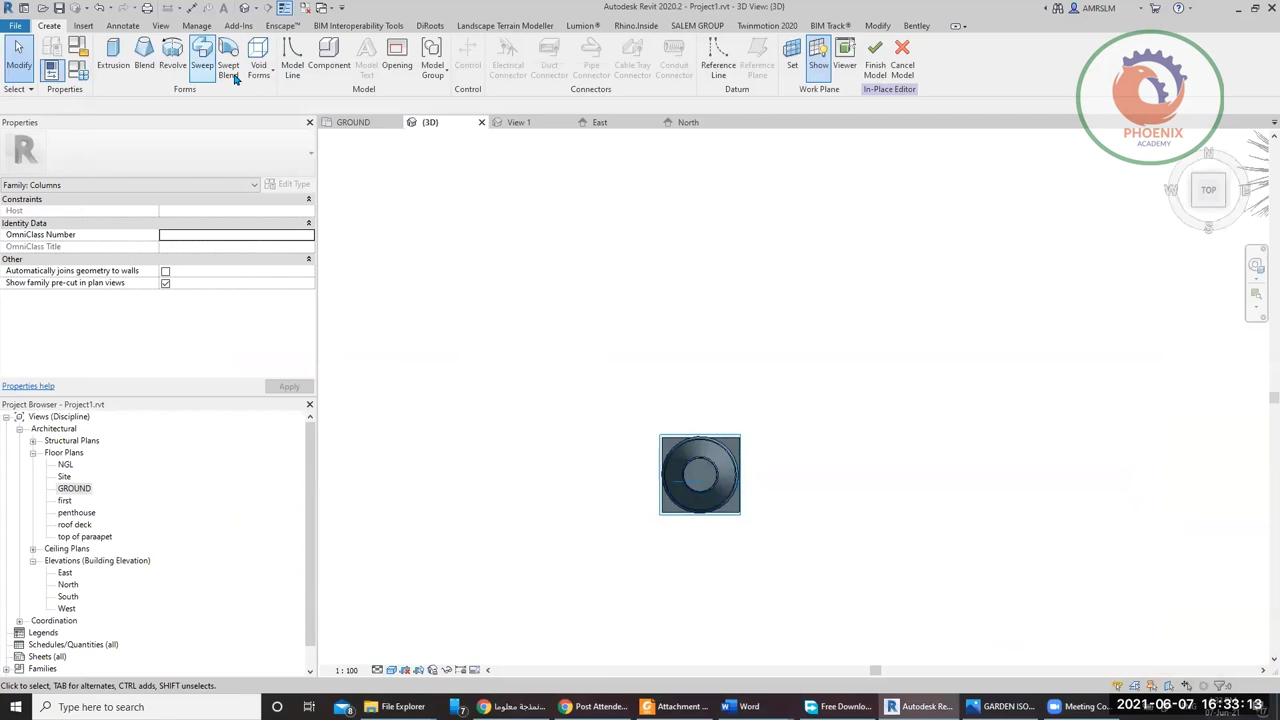 Autodesk Revit 2020.2 - Project1.rvt - 3D View: {3D}
AMRSLM
File Create Insert Annotate View Manage Add-Ins Enscape™ BIM Interoperability Tools DiRoots Landscape Terrain Modeller Lumion® Rhino.Inside SALEM GROUP Twinmotion 2020 BIM Track® Modify Bentley
Modify Extrusion Blend Revolve Sweep Swept Blend Void Forms Model Line Component Model Text Opening Model Group Control Electrical Connector Duct Connector Pipe Connector Cable Tray Connector Conduit Connector Reference Line Reference Plane Set Show Viewer Finish Model Cancel Model
Select Properties Forms Model Control Connectors Datum Work Plane In-Place Editor
PHOENIX
ACADEMY
Properties
GROUND {3D} View 1 East North
N
W TOP E
S
Family: Columns Edit Type
Constraints
Host
Identity Data
OmniClass Number
OmniClass Title
Other
Automatically joins geometry to walls
Show family pre-cut in plan views
Properties help Apply
Project Browser - Project1.rvt
Views (Discipline)
Architectural
Structural Plans
Floor Plans
NGL
Site
GROUND
first
penthouse
roof deck
top of paraapet
Ceiling Plans
Elevations (Building Elevation)
East
North
South
West
Coordination
Legends
Schedules/Quantities (all)
Sheets (all)
Families
1 : 100
Click to select, TAB for alternates, CTRL adds, SHIFT unselects.
:0
Type here to search
8 File Explorer 7 نمذجة معلوما... Post Attende... Attachment ... Word Free Downlo... Autodesk Re... GARDEN ISO... Meeting Co...
2021-06-07 16:33:13